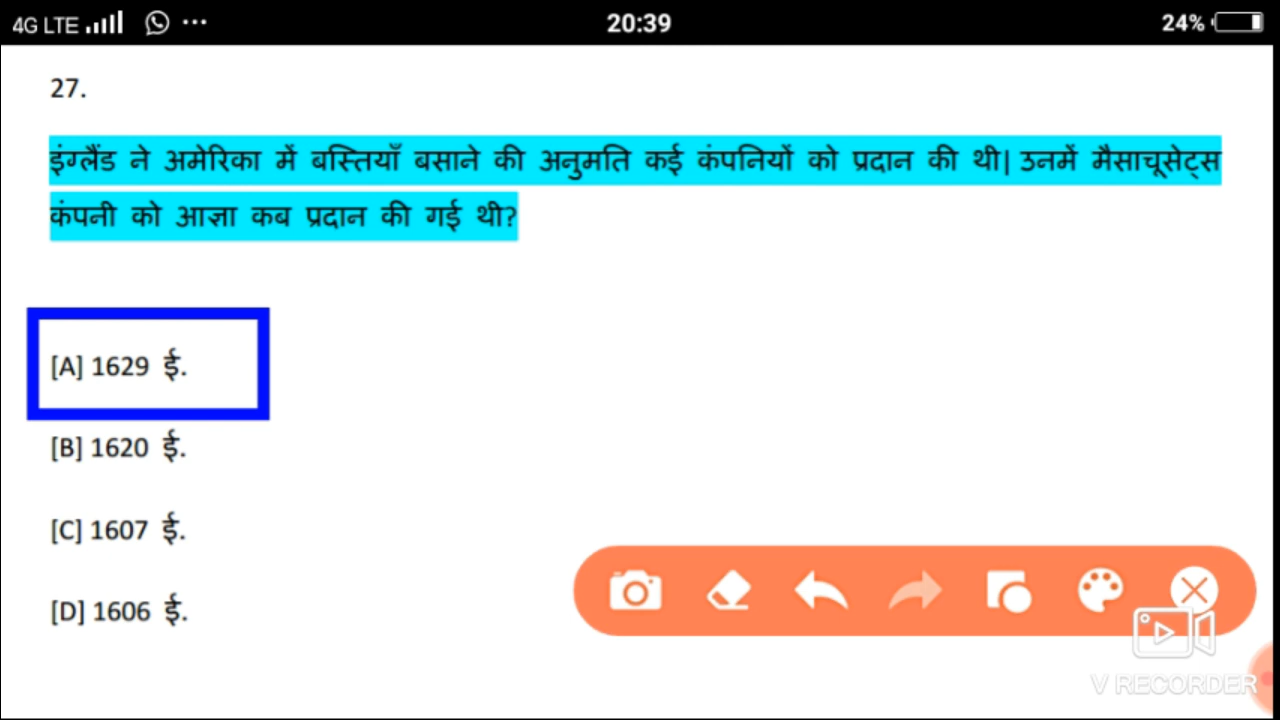 4G LTE 20:39 24%
27.
इंग्लैंड ने अमेरिका में बस्तियाँ बसाने की अनुमति कई कंपनियों को प्रदान की थी| उनमें मैसाचूसेट्स
कंपनी को आज्ञा कब प्रदान की गई थी?
[A] 1629 ई.
[B] 1620 ई.
[C] 1607 ई.
[D] 1606 ई.
V RECORDER